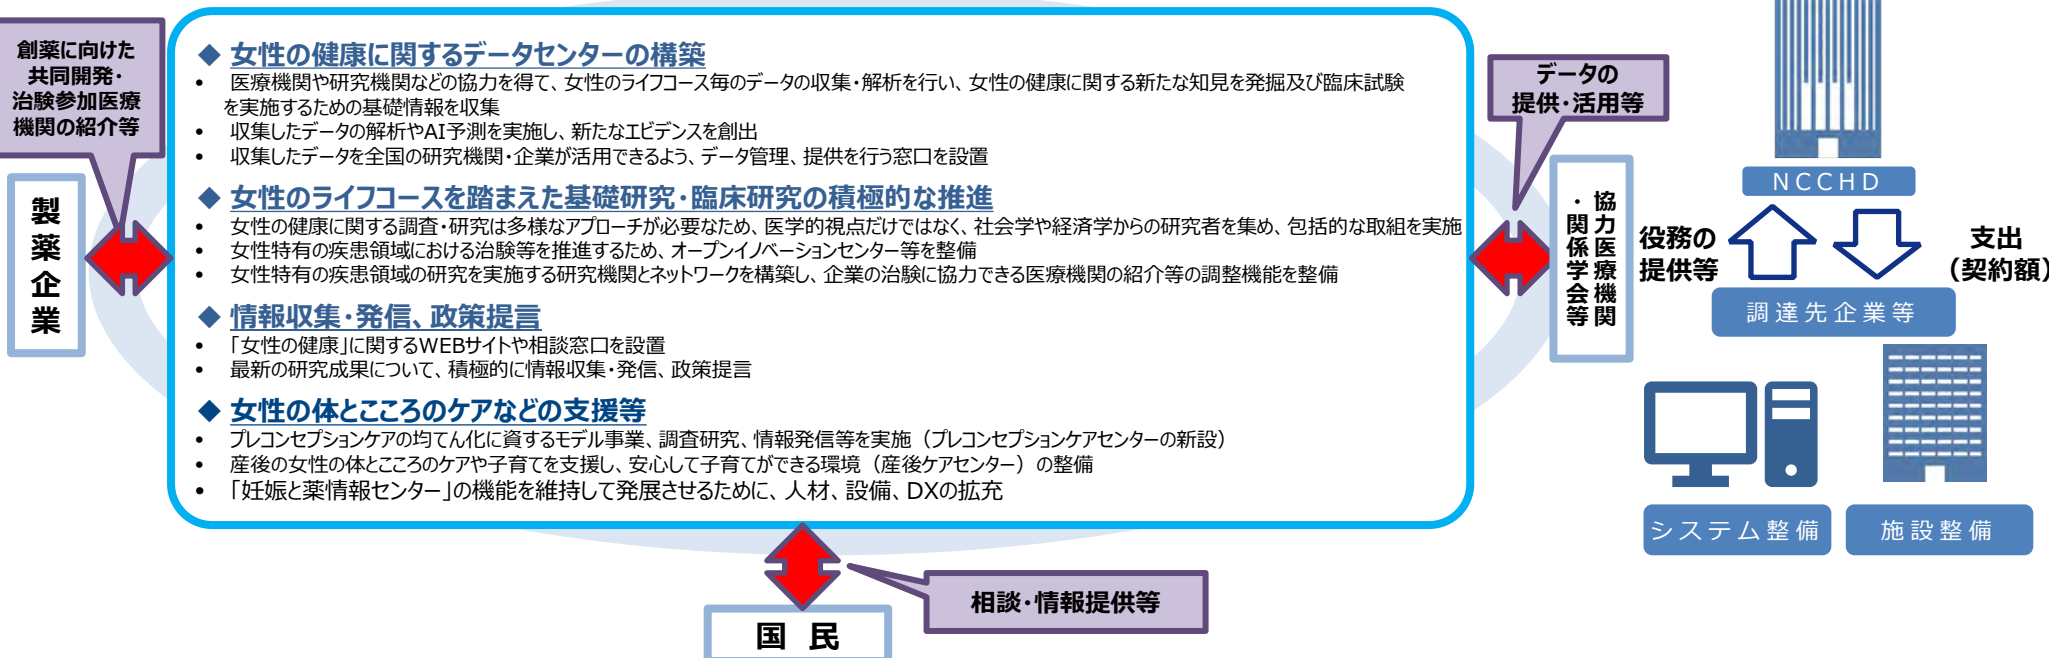 創薬に向けた
共同開発・
治験参加医療
機関の紹介等
製薬企業
◆ 女性の健康に関するデータセンターの構築
• 医療機関や研究機関などの協力を得て、女性のライフコース毎のデータの収集・解析を行い、女性の健康に関する新たな知見を発掘及び臨床試験
を実施するための基礎情報を収集
• 収集したデータの解析やAI予測を実施し、新たなエビデンスを創出
• 収集したデータを全国の研究機関・企業が活用できるよう、データ管理、提供を行う窓口を設置
◆ 女性のライフコースを踏まえた基礎研究・臨床研究の積極的な推進
• 女性の健康に関する調査・研究は多様なアプローチが必要なため、医学的視点だけではなく、社会学や経済学からの研究者を集め、包括的な取組を実施
• 女性特有の疾患領域における治験等を推進するため、オープンイノベーションセンター等を整備
• 女性特有の疾患領域の研究を実施する研究機関とネットワークを構築し、企業の治験に協力できる医療機関の紹介等の調整機能を整備
◆ 情報収集・発信、政策提言
• 「女性の健康」に関するWEBサイトや相談窓口を設置
• 最新の研究成果について、積極的に情報収集・発信、政策提言
◆ 女性の体とこころのケアなどの支援等
• プレコンセプションケアの均てん化に資するモデル事業、調査研究、情報発信等を実施（プレコンセプションケアセンターの新設）
• 産後の女性の体とこころのケアや子育てを支援し、安心して子育てができる環境（産後ケアセンター）の整備
• 「妊娠と薬情報センター」の機能を維持して発展させるために、人材、設備、DXの拡充
データの
提供・活用等
協力医療機関
・関係学会等
NCCHD
役務の
提供等
支出
（契約額）
調達先企業等
システム整備
施設整備
相談・情報提供等
国民